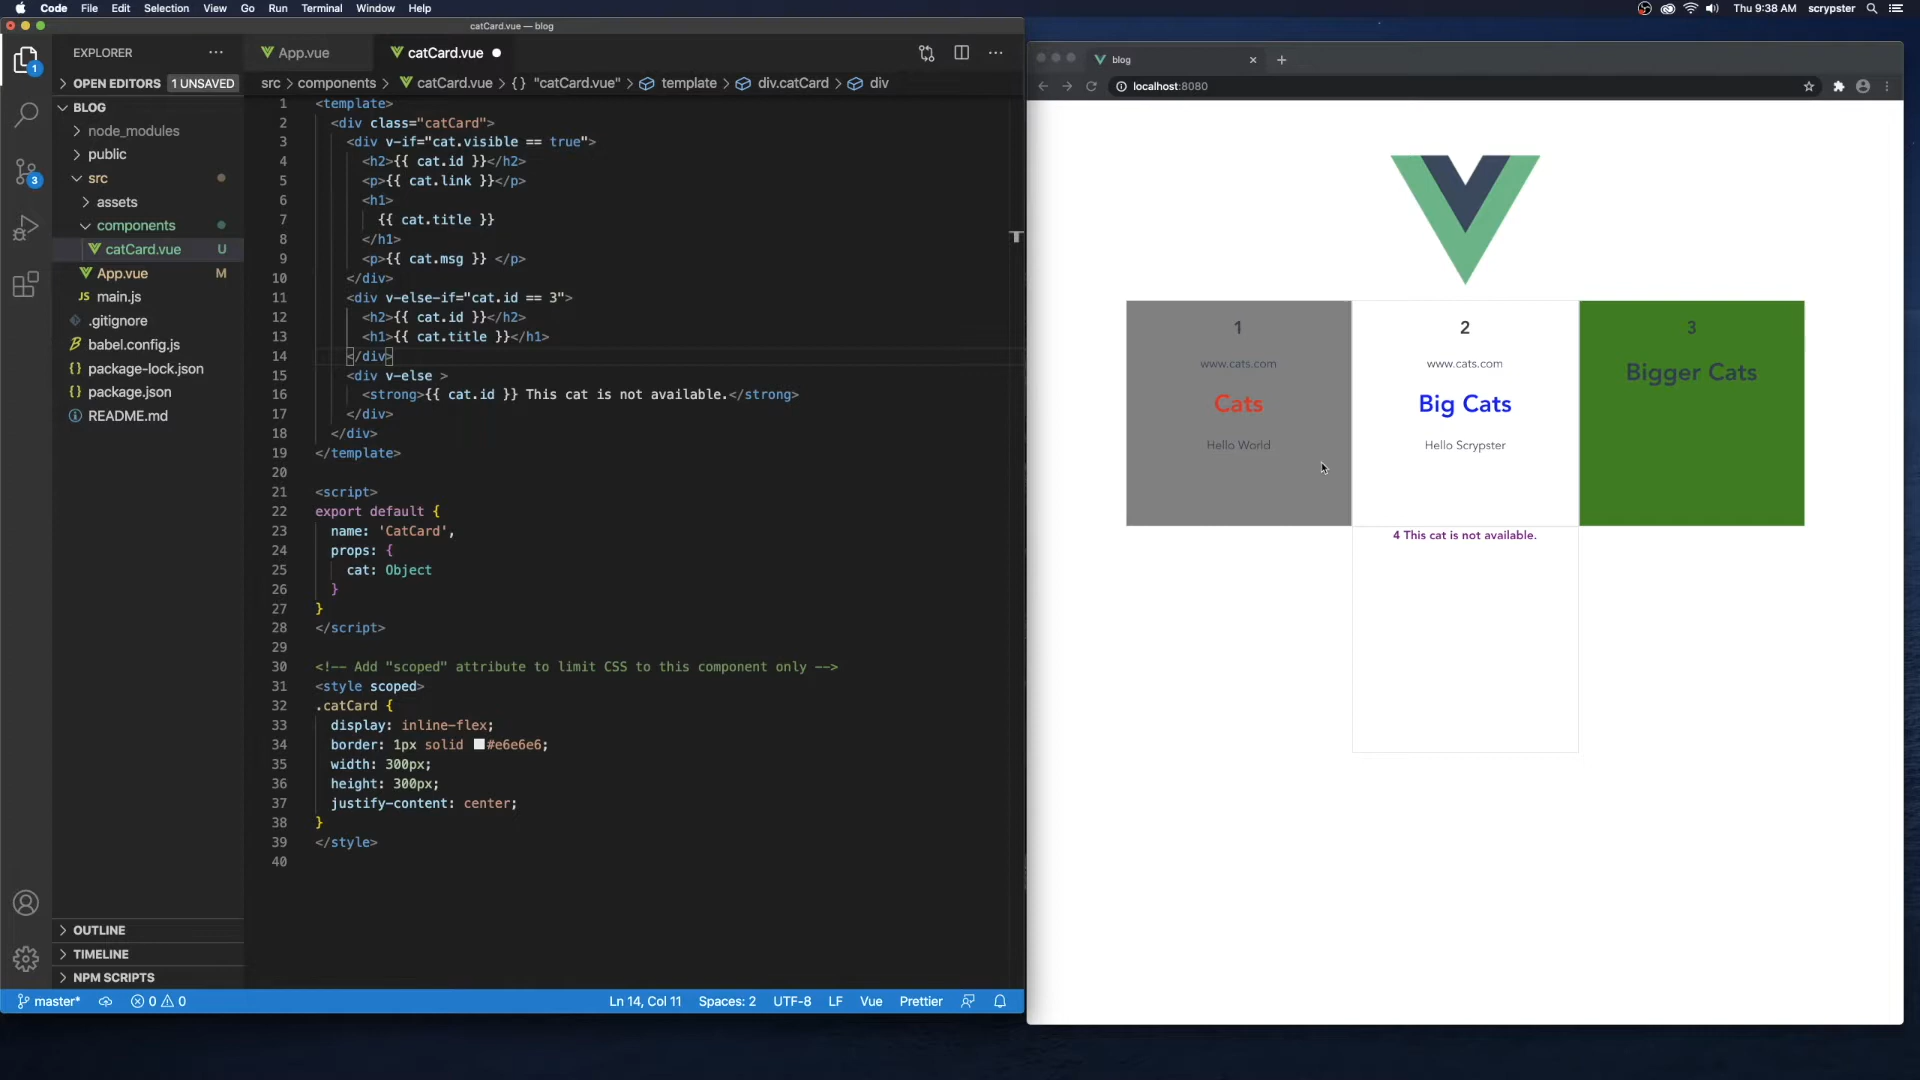 Code File Edit Selection View Go Run Terminal Window Help
Thu 9:38 AM scrypster
catCard.vue — blog
EXPLORER
App.vue
catCard.vue
OPEN EDITORS 1 UNSAVED
src > components > catCard.vue > {} "catCard.vue" > template > div.catCard > div
BLOG
node_modules
public
src
assets
components
catCard.vue U
App.vue M
JS main.js
.gitignore
babel.config.js
{} package-lock.json
{} package.json
README.md
OUTLINE
TIMELINE
NPM SCRIPTS
1
3
1 <template>
2 <div class="catCard">
3 <div v-if="cat.visible == true">
4 <h2>{{ cat.id }}</h2>
5 <p>{{ cat.link }}</p>
6 <h1>
7 {{ cat.title }}
8 </h1>
9 <p>{{ cat.msg }} </p>
10 </div>
11 <div v-else-if="cat.id == 3">
12 <h2>{{ cat.id }}</h2>
13 <h1>{{ cat.title }}</h1>
14 </div>
15 <div v-else >
16 <strong>{{ cat.id }} This cat is not available.</strong>
17 </div>
18 </div>
19 </template>
20
21 <script>
22 export default {
23 name: 'CatCard',
24 props: {
25 cat: Object
26 }
27 }
28 </script>
29
30 <!-- Add "scoped" attribute to limit CSS to this component only -->
31 <style scoped>
32 .catCard {
33 display: inline-flex;
34 border: 1px solid #e6e6e6;
35 width: 300px;
36 height: 300px;
37 justify-content: center;
38 }
39 </style>
40
master* 0 0
Ln 14, Col 11 Spaces: 2 UTF-8 LF Vue Prettier
blog
localhost:8080
1
www.cats.com
Cats
Hello World
2
www.cats.com
Big Cats
Hello Scrypster
3
Bigger Cats
4 This cat is not available.